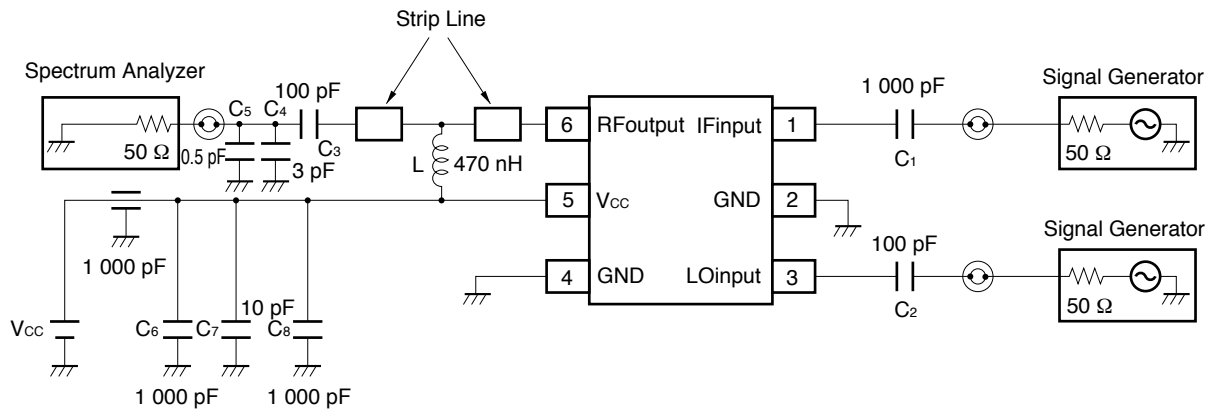 Strip Line
Spectrum Analyzer
50 Ω
C5
0.5 pF
C4
3 pF
100 pF
C3
L
470 nH
6
RFoutput
5
VCC
4
GND
IFinput
1
GND
2
LOinput
3
1 000 pF
C1
Signal Generator
50 Ω
100 pF
C2
Signal Generator
50 Ω
1 000 pF
VCC
C6
1 000 pF
C7
10 pF
C8
1 000 pF